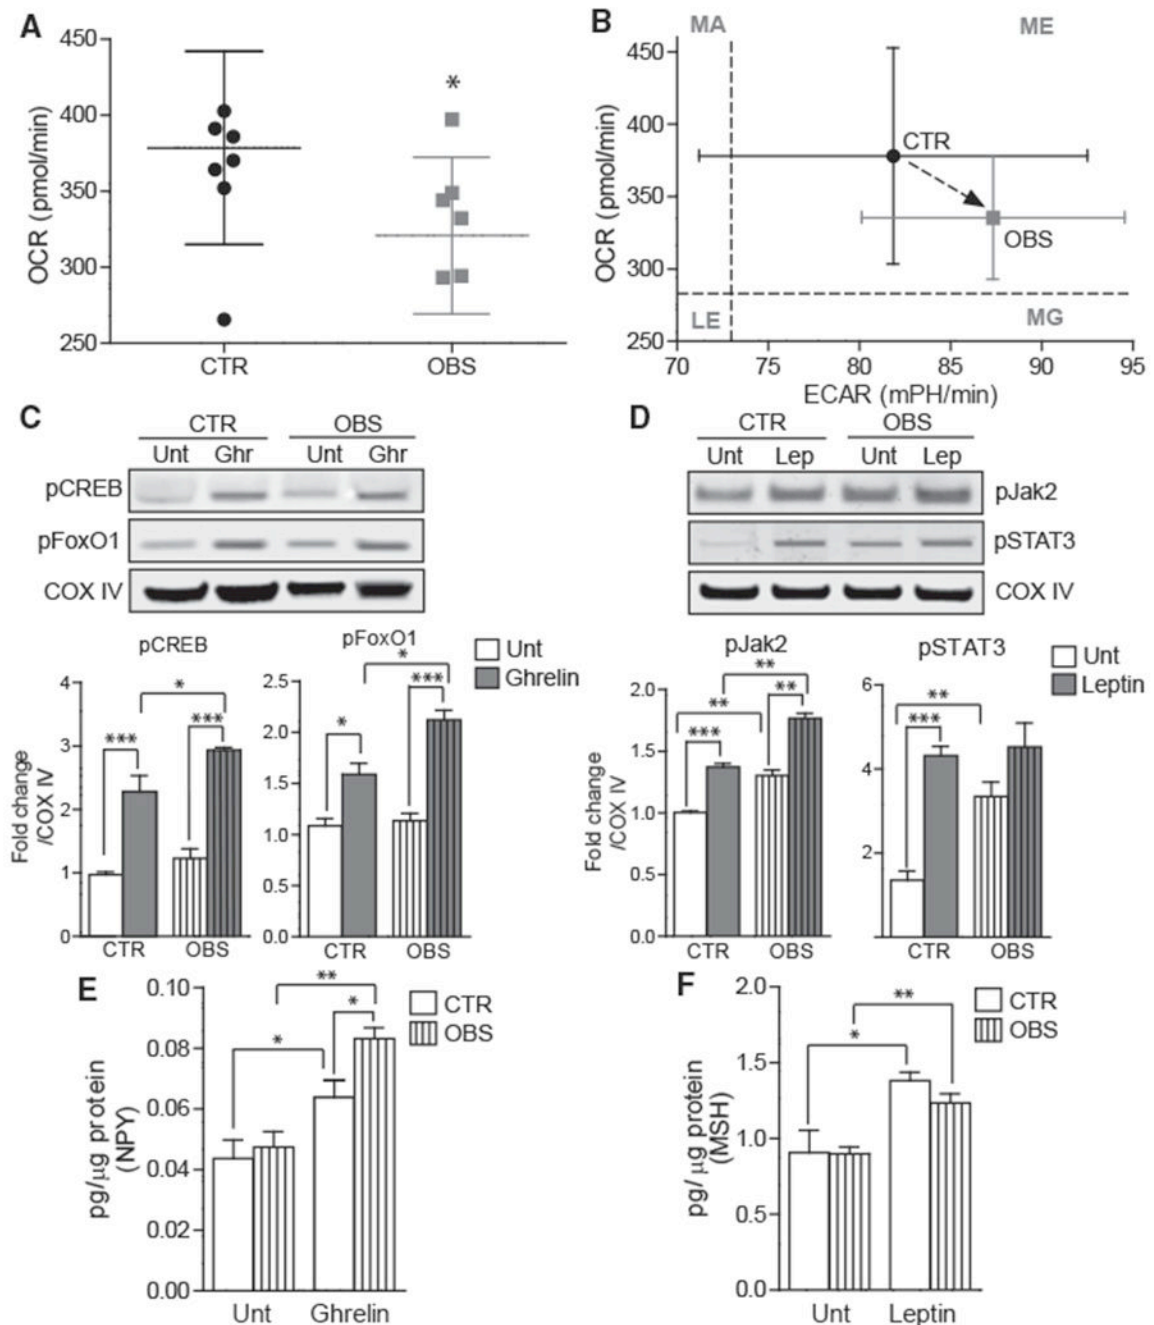 A
OCR (pmol/min)
450
400
350
300
250
*
CTR
OBS
B
OCR (pmol/min)
450
400
350
300
250
MA
ME
LE
MG
CTR
OBS
70
75
80
85
90
95
ECAR (mPH/min)
C
CTR
OBS
Unt
Ghr
Unt
Ghr
pCREB
pFoxO1
COX IV
pCREB
Fold change
/COX IV
4
3
2
1
0
***
***
*
CTR
OBS
pFoxO1
2.5
2.0
1.5
1.0
0.5
0.0
*
***
*
CTR
OBS
Unt
Ghrelin
D
CTR
OBS
Unt
Lep
Unt
Lep
pJak2
pSTAT3
COX IV
pJak2
Fold change
/COX IV
2.0
1.5
1.0
0.5
0.0
**
**
**
***
CTR
OBS
pSTAT3
6
4
2
**
***
CTR
OBS
Unt
Leptin
E
pg/μg protein
(NPY)
0.10
0.08
0.06
0.04
0.02
0.00
**
*
*
Unt
Ghrelin
CTR
OBS
F
pg/ μg protein
(MSH)
2.0
1.5
1.0
0.5
0.0
**
*
Unt
Leptin
CTR
OBS